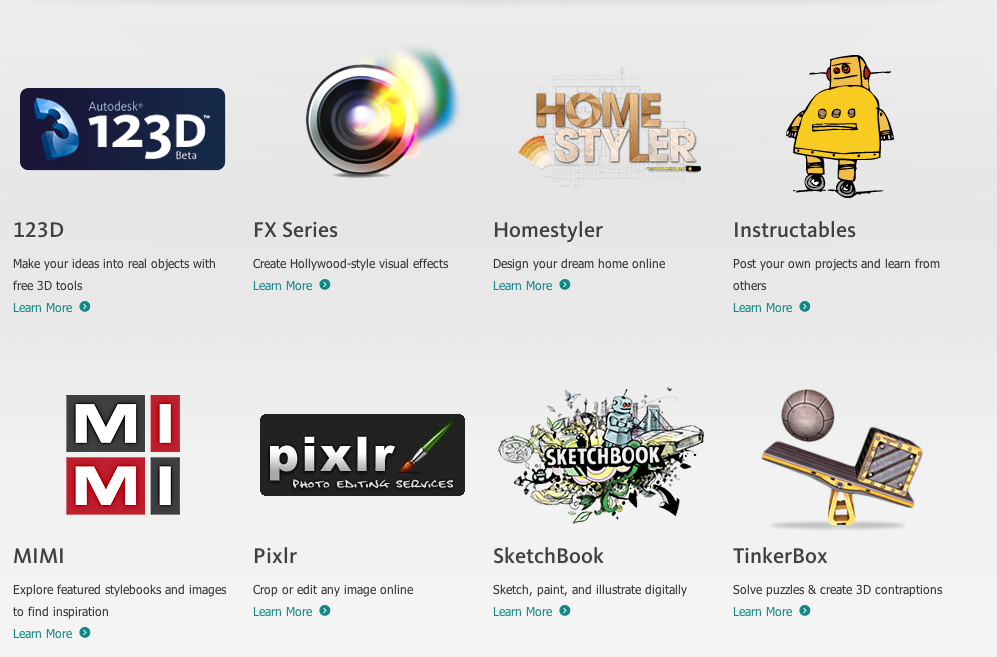 Autodesk®
123D™
Beta
HOME
STYLER
123D
FX Series
Homestyler
Instructables
Make your ideas into real objects with
free 3D tools
Learn More
Create Hollywood-style visual effects
Learn More
Design your dream home online
Learn More
Post your own projects and learn from
others
Learn More
MI
MI
pixlr
PHOTO EDITING SERVICES
SKETCHBOOK
MIMI
Pixlr
SketchBook
TinkerBox
Explore featured stylebooks and images
to find inspiration
Learn More
Crop or edit any image online
Learn More
Sketch, paint, and illustrate digitally
Learn More
Solve puzzles & create 3D contraptions
Learn More